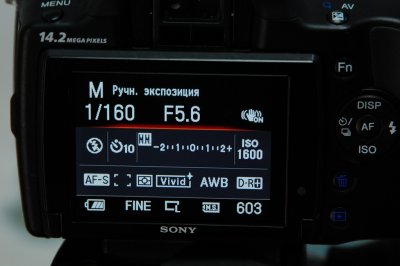 MENU
AV
14.2 MEGA PIXELS
Fn
M Ручн. экспозиция
1/160 F5.6 ON
DISP
10 -2·1·0·1·2+ ISO 1600
AF
ISO
AF-S Vivid+ AWB D-R
FINE M.S. 603
SONY